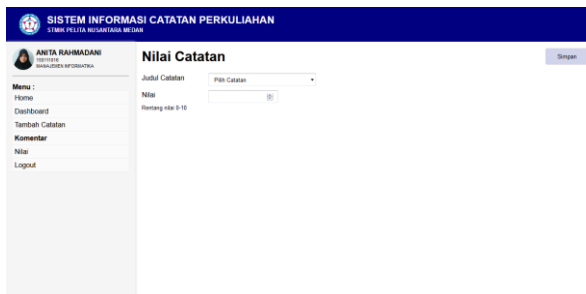 SISTEM INFORMASI CATATAN PERKULIAHAN
STMIK PELITA NUSANTARA MEDAN
ANITA RAHMADANI
MANAJEMEN INFORMATIKA
Menu :
Home
Dashboard
Tambah Catatan
Komentar
Nilai
Logout
Nilai Catatan
Simpan
Judul Catatan
Pilih Catatan
Nilai
Rentang nilai 0-10